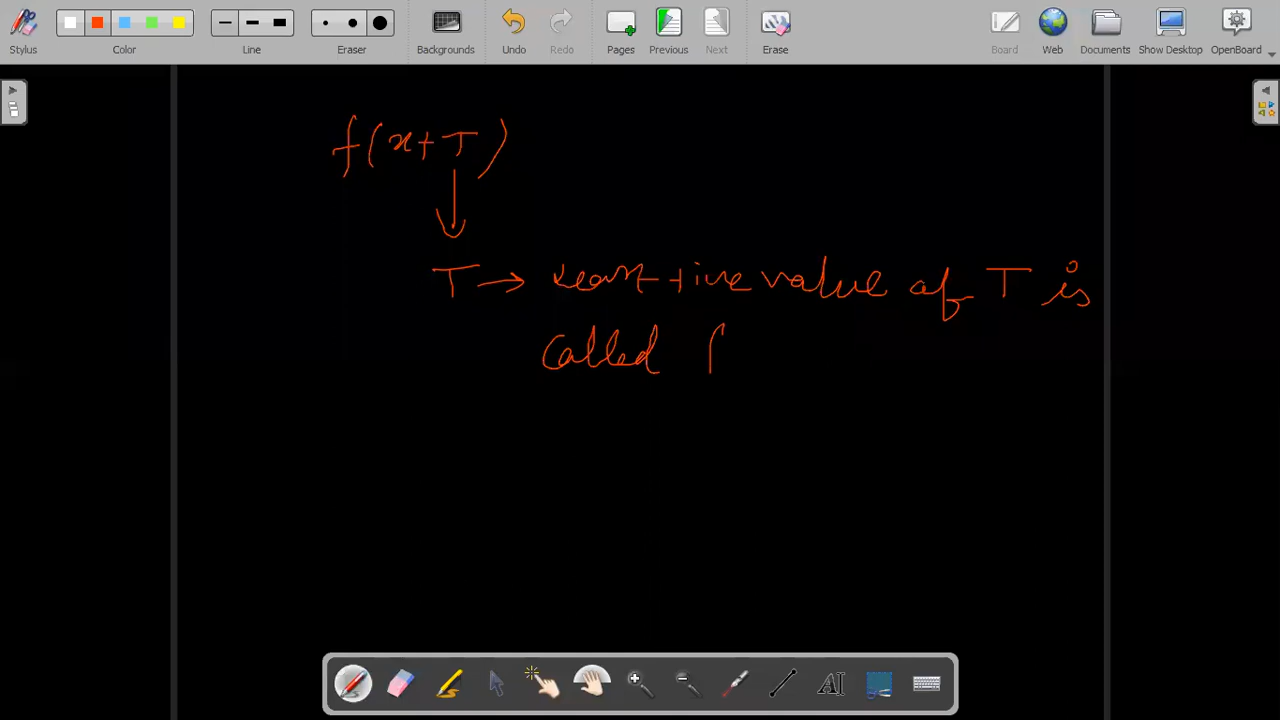 Stylus Color Line Eraser Backgrounds Undo Redo Pages Previous Next Erase Board Web Documents Show Desktop OpenBoard
f(x+T)
T → least +ive value of T is
called